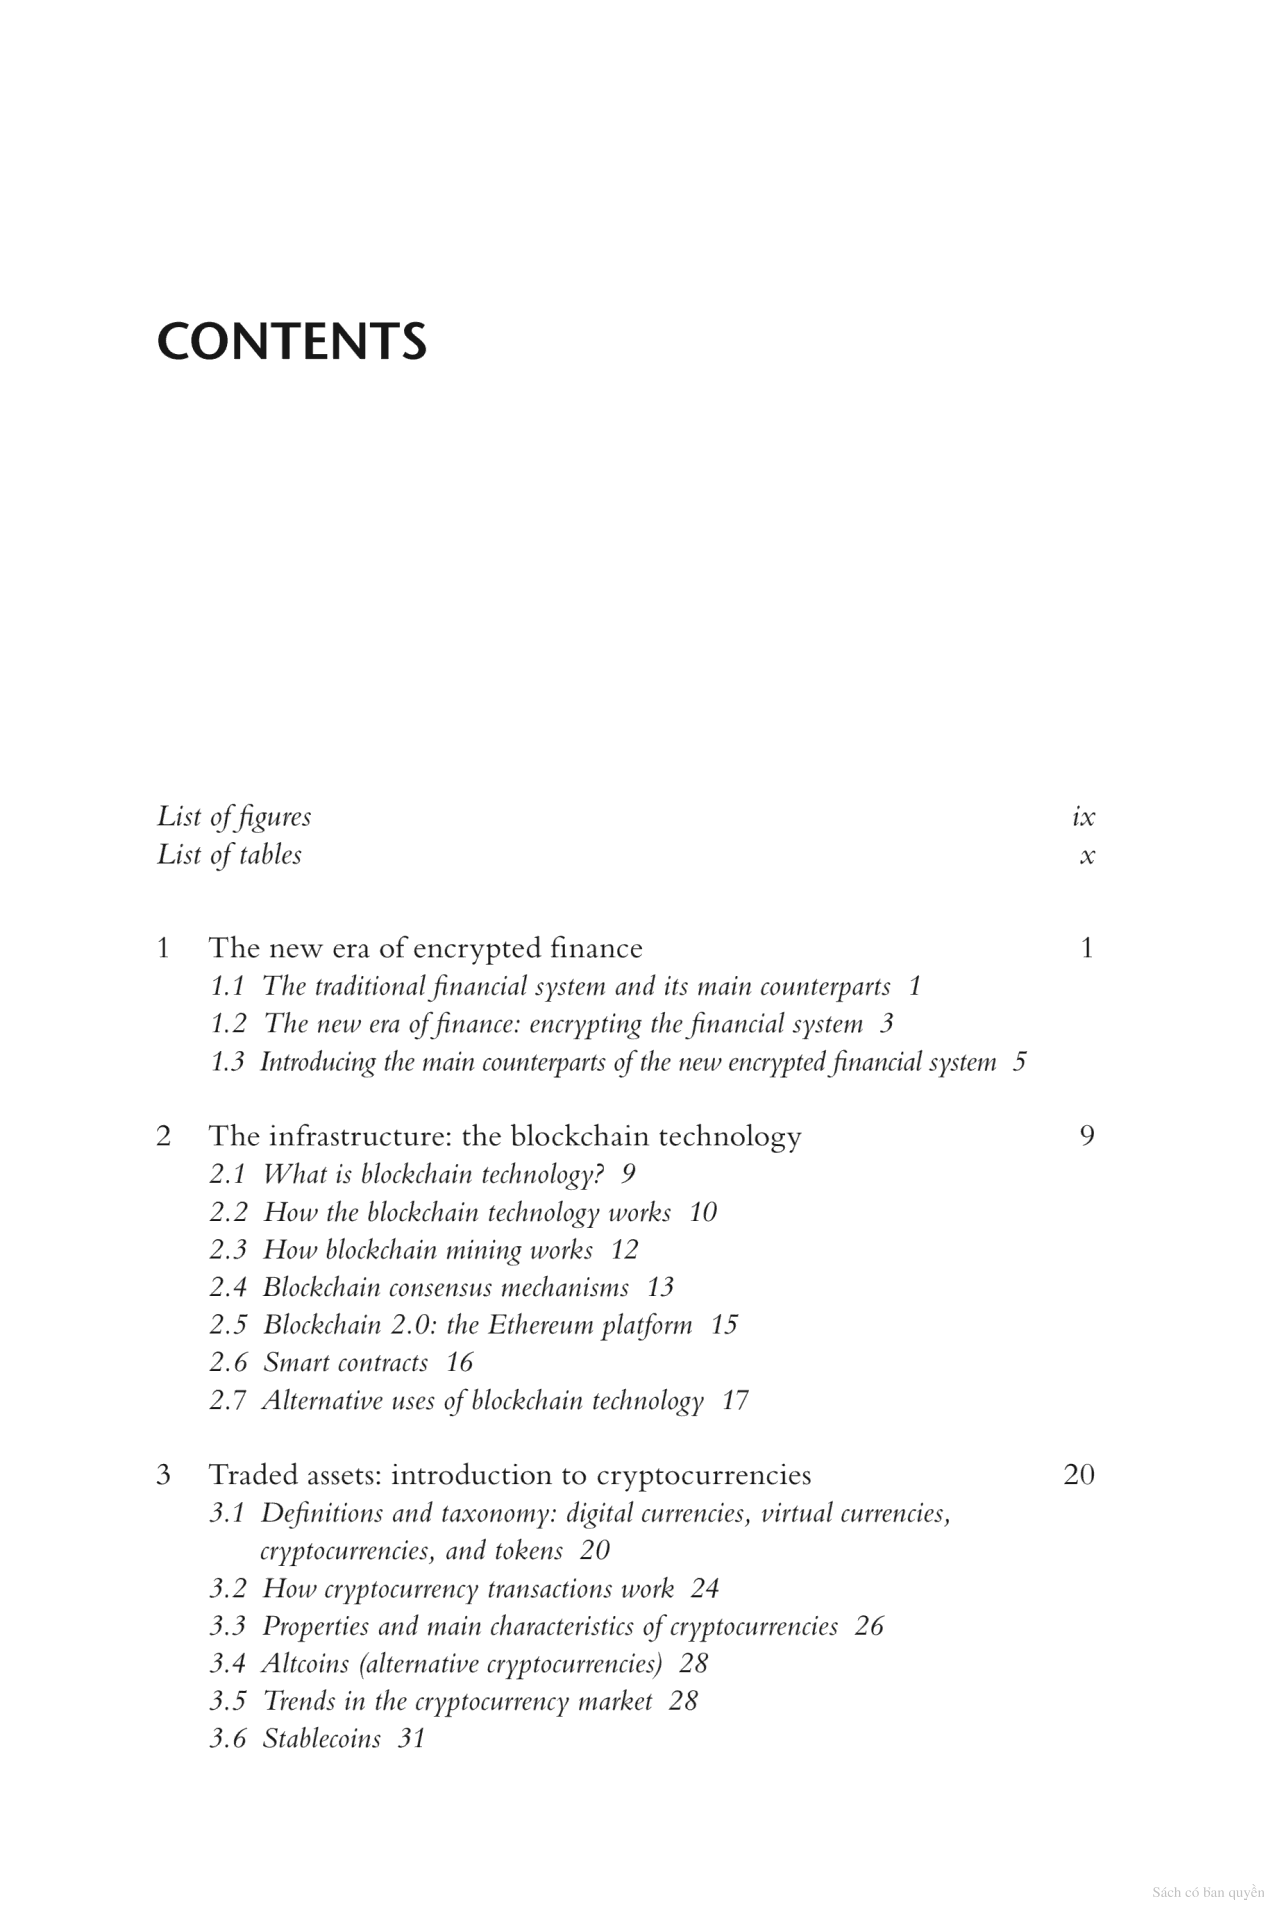 CONTENTS
List of figures ix
List of tables x
1 The new era of encrypted finance 1
1.1 The traditional financial system and its main counterparts 1
1.2 The new era of finance: encrypting the financial system 3
1.3 Introducing the main counterparts of the new encrypted financial system 5
2 The infrastructure: the blockchain technology 9
2.1 What is blockchain technology? 9
2.2 How the blockchain technology works 10
2.3 How blockchain mining works 12
2.4 Blockchain consensus mechanisms 13
2.5 Blockchain 2.0: the Ethereum platform 15
2.6 Smart contracts 16
2.7 Alternative uses of blockchain technology 17
3 Traded assets: introduction to cryptocurrencies 20
3.1 Definitions and taxonomy: digital currencies, virtual currencies,
cryptocurrencies, and tokens 20
3.2 How cryptocurrency transactions work 24
3.3 Properties and main characteristics of cryptocurrencies 26
3.4 Altcoins (alternative cryptocurrencies) 28
3.5 Trends in the cryptocurrency market 28
3.6 Stablecoins 31
Sách có bản quyền